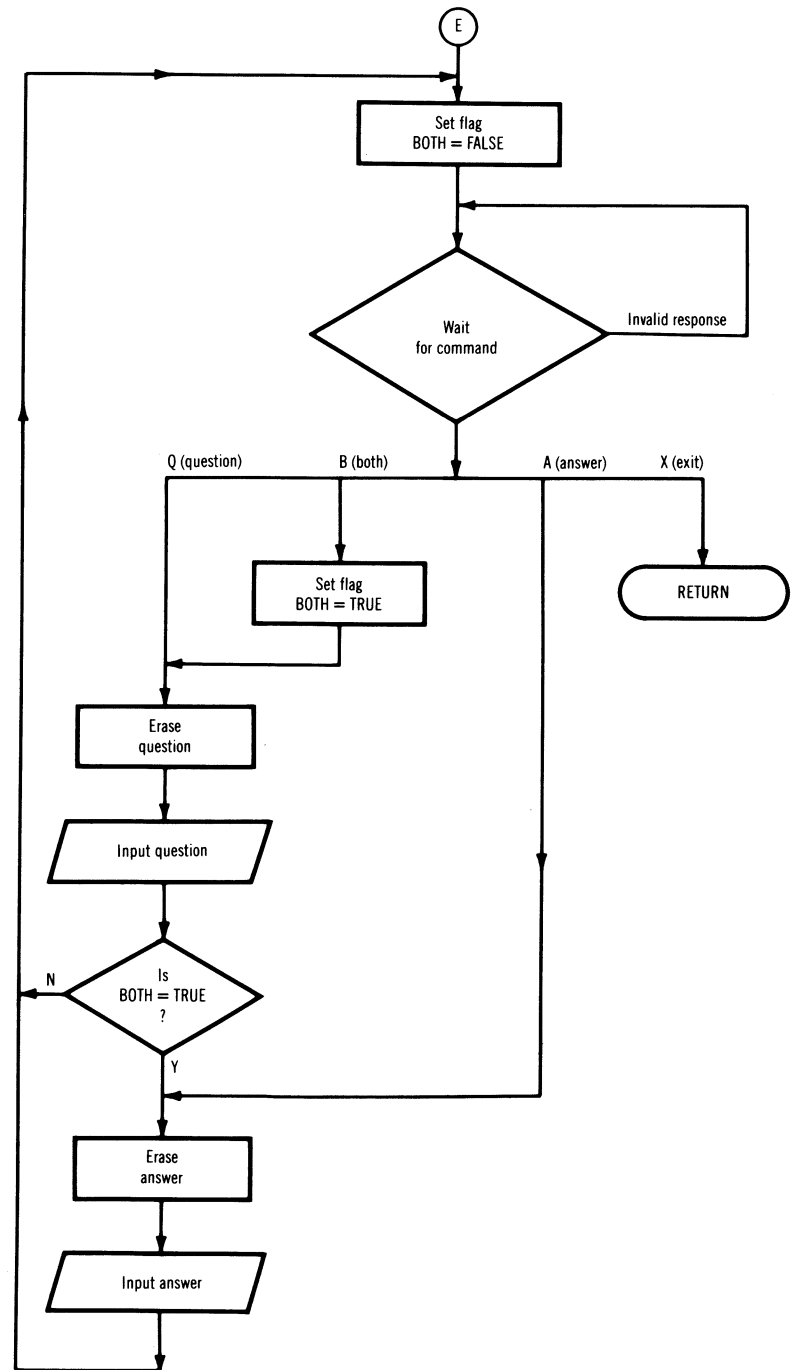 E
Set flag
BOTH = FALSE
Wait
for command
Invalid response
Q (question)
B (both)
A (answer)
X (exit)
Set flag
BOTH = TRUE
RETURN
Erase
question
Input question
Is
BOTH = TRUE
?
N
Y
Erase
answer
Input answer